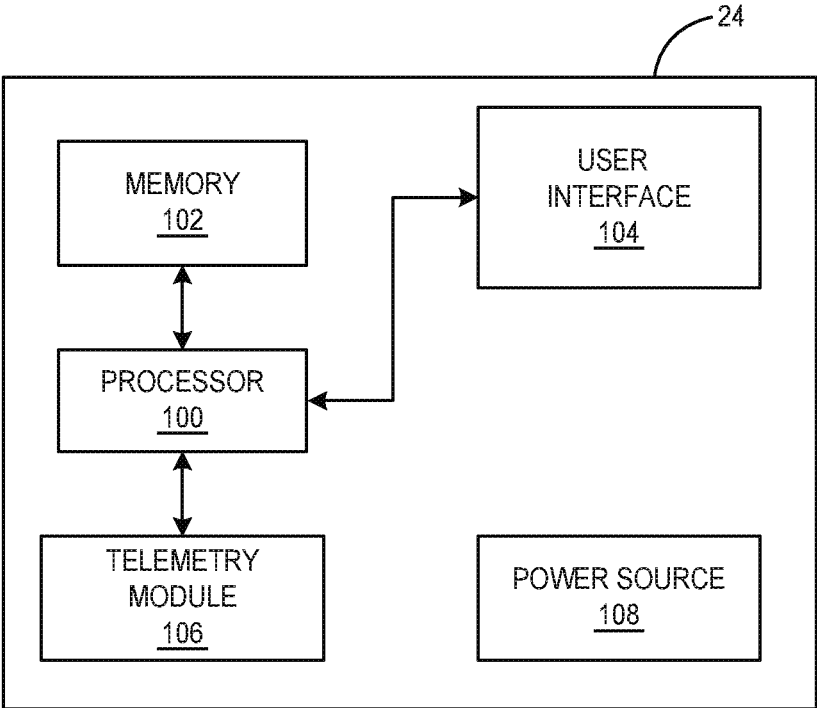 24
MEMORY
102
USER
INTERFACE
104
PROCESSOR
100
TELEMETRY
MODULE
106
POWER SOURCE
108